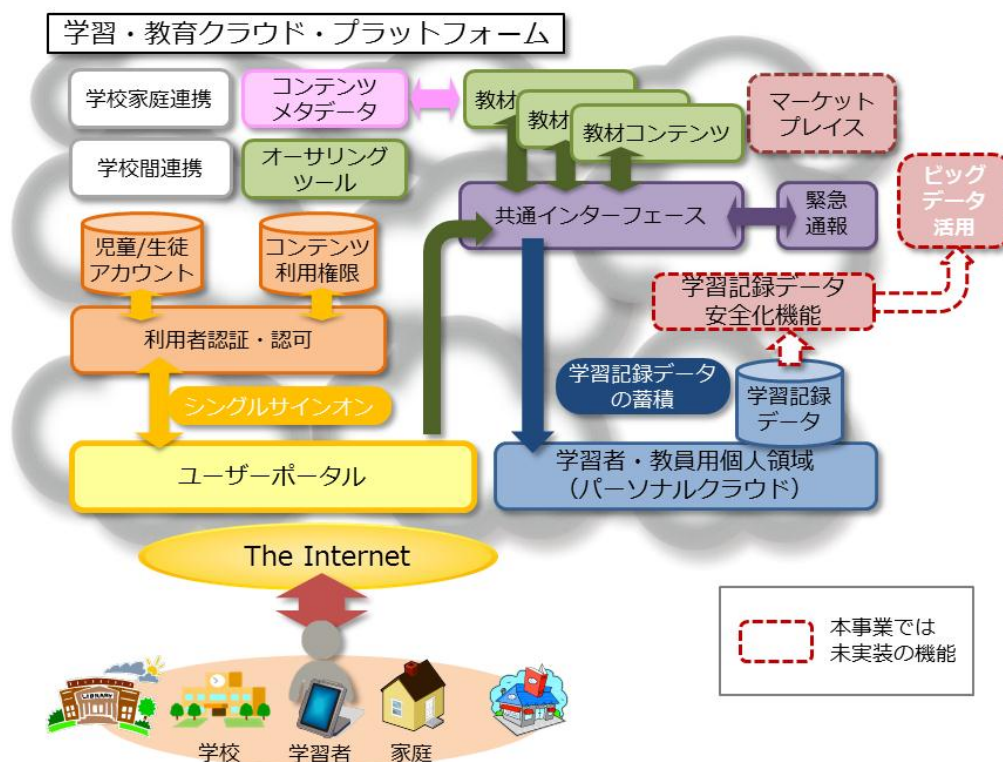 学習・教育クラウド・プラットフォーム
学校家庭連携
コンテンツ
メタデータ
教材
教材
教材コンテンツ
マーケット
プレイス
学校間連携
オーサリング
ツール
ビッグ
データ
活用
共通インターフェース
緊急
通報
児童/生徒
アカウント
コンテンツ
利用権限
学習記録データ
安全化機能
利用者認証・認可
シングルサインオン
学習記録データ
の蓄積
学習記録
データ
ユーザーポータル
学習者・教員用個人領域
（パーソナルクラウド）
The Internet
本事業では
未実装の機能
LIBRARY
学校
学習者
家庭